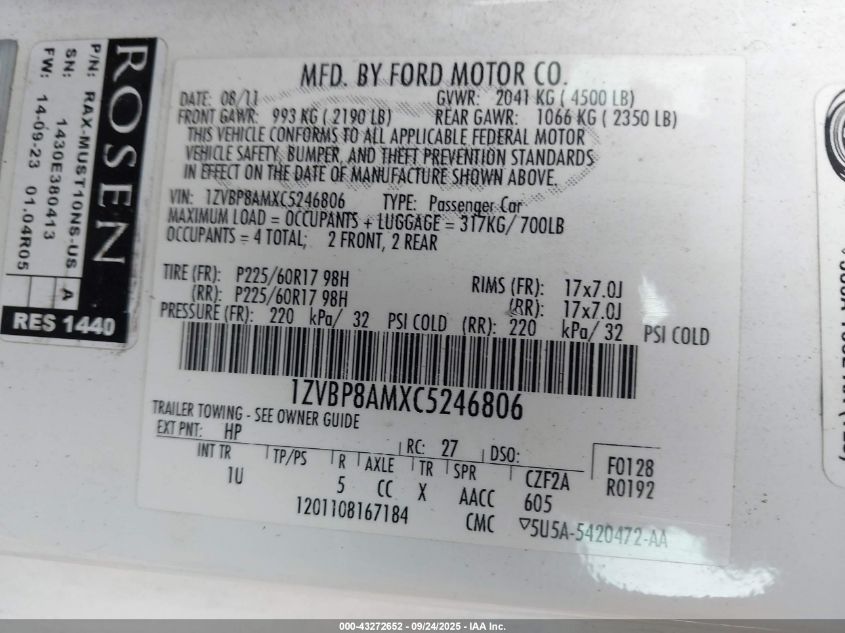 ROSEN
P/N: RAX-MUST10NS-US
SN: 1430E380413
FW: 14-09-23 01.04R05
A
RES 1440
MFD. BY FORD MOTOR CO.
DATE: 08/11 GVWR: 2041 KG ( 4500 LB)
FRONT GAWR: 993 KG ( 2190 LB) REAR GAWR: 1066 KG ( 2350 LB)
THIS VEHICLE CONFORMS TO ALL APPLICABLE FEDERAL MOTOR
VEHICLE SAFETY, BUMPER, AND THEFT PREVENTION STANDARDS
IN EFFECT ON THE DATE OF MANUFACTURE SHOWN ABOVE.
VIN: 1ZVBP8AMXC5246806 TYPE: Passenger Car
MAXIMUM LOAD = OCCUPANTS + LUGGAGE = 317KG/ 700LB
OCCUPANTS = 4 TOTAL; 2 FRONT, 2 REAR
TIRE (FR): P225/60R17 98H RIMS (FR): 17x7.0J
(RR): P225/60R17 98H (RR): 17x7.0J
PRESSURE (FR): 220 kPa/ 32 PSI COLD (RR): 220 kPa/ 32 PSI COLD
1ZVBP8AMXC5246806
TRAILER TOWING - SEE OWNER GUIDE
EXT PNT: HP RC: 27 DSO:
INT TR TP/PS R AXLE TR SPR CZF2A F0128
1U 5 CC X AACC 605 R0192
1201108167184 CMC ▽5U5A-5420472-AA
000-43272652 - 09/24/2025 - IAA Inc.